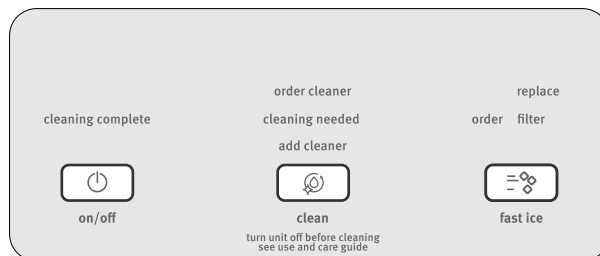 order cleaner
replace
cleaning complete
cleaning needed
order filter
add cleaner
on/off
clean
fast ice
turn unit off before cleaning
see use and care guide